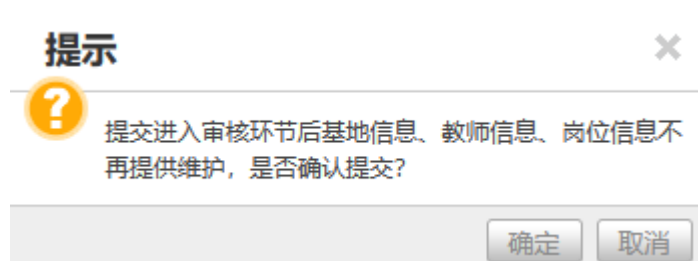 提示
提交进入审核环节后基地信息、教师信息、岗位信息不
再提供维护，是否确认提交？
确定
取消